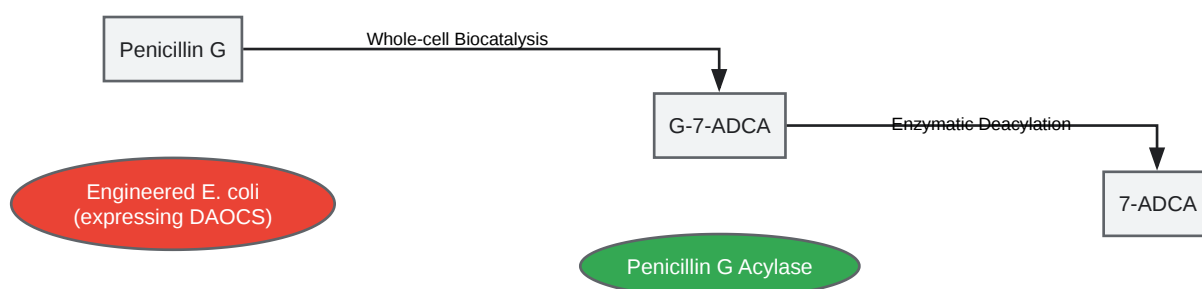 Penicillin G
Whole-cell Biocatalysis
G-7-ADCA
Enzymatic Deacylation
7-ADCA
Engineered E. coli
(expressing DAOCS)
Penicillin G Acylase